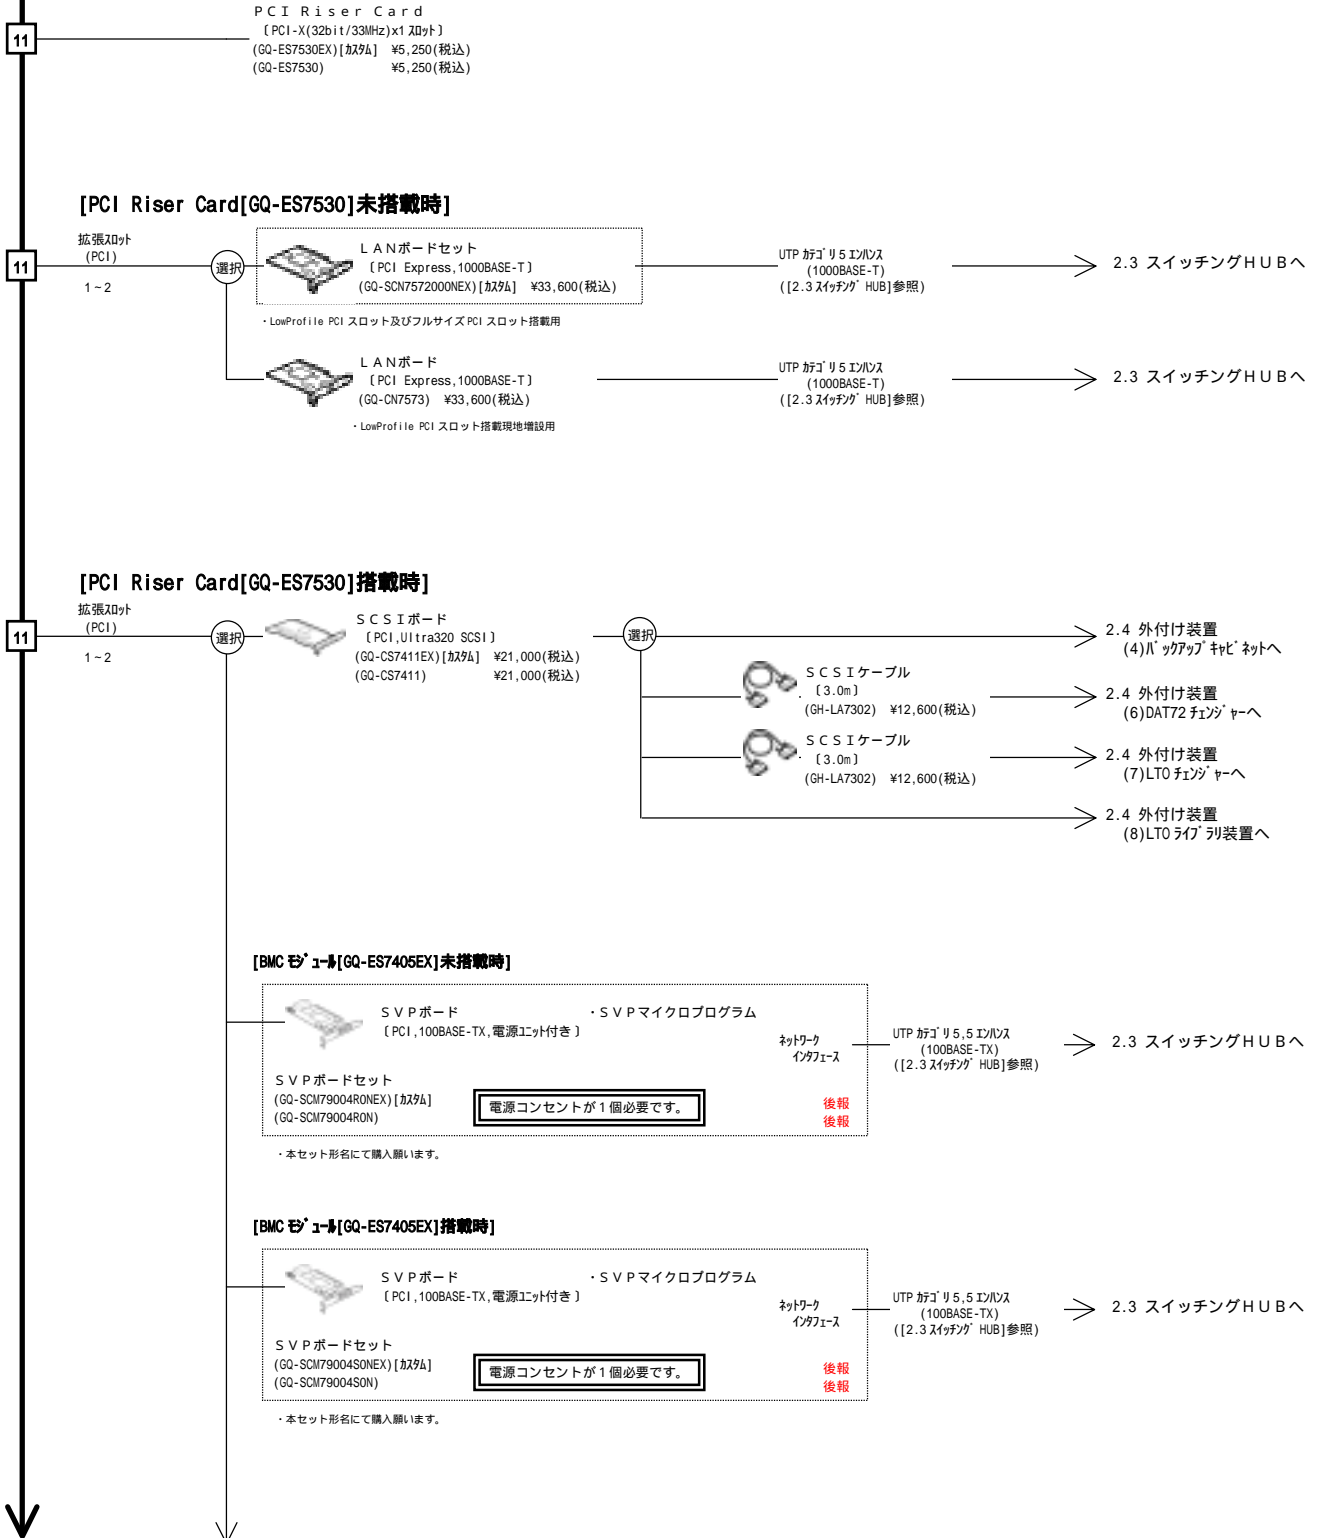 PCI Riser Card
〔PCI-X(32bit/33MHz)x1 ｽﾛｯﾄ〕
11
(GQ-ES7530EX)[ｶｽﾀﾑ] ¥5,250(税込)
(GQ-ES7530) ¥5,250(税込)
[PCI Riser Card[GQ-ES7530]未搭載時]
拡張ｽﾛｯﾄ
(PCI)
11
1~2
選択
ＬＡＮボードセット
〔PCI Express,1000BASE-T〕
(GQ-SCN7572000NEX)[ｶｽﾀﾑ] ¥33,600(税込)
UTP ｶﾃｺﾞﾘ5 ｴﾝﾊﾝｽ
(1000BASE-T)
([2.3 ｽｲｯﾁﾝｸﾞ HUB]参照)
2.3 スイッチングＨＵＢへ
・LowProfile PCI スロット及びフルサイズ PCI スロット搭載用
ＬＡＮボード
〔PCI Express,1000BASE-T〕
(GQ-CN7573) ¥33,600(税込)
UTP ｶﾃｺﾞﾘ5 ｴﾝﾊﾝｽ
(1000BASE-T)
([2.3 ｽｲｯﾁﾝｸﾞ HUB]参照)
2.3 スイッチングＨＵＢへ
・LowProfile PCI スロット搭載現地増設用
[PCI Riser Card[GQ-ES7530]搭載時]
拡張ｽﾛｯﾄ
(PCI)
11
1~2
選択
ＳＣＳＩボード
〔PCI,Ultra320 SCSI〕
(GQ-CS7411EX)[ｶｽﾀﾑ] ¥21,000(税込)
(GQ-CS7411) ¥21,000(税込)
選択
2.4 外付け装置
(4)ﾊﾞｯｸｱｯﾌﾟｷｬﾋﾞﾈｯﾄへ
ＳＣＳＩケーブル
〔3.0m〕
(GH-LA7302) ¥12,600(税込)
2.4 外付け装置
(6)DAT72 ﾁｪﾝｼﾞｬｰへ
ＳＣＳＩケーブル
〔3.0m〕
(GH-LA7302) ¥12,600(税込)
2.4 外付け装置
(7)LTO ﾁｪﾝｼﾞｬｰへ
2.4 外付け装置
(8)LTO ﾗｲﾌﾞﾗﾘ装置へ
[BMC ﾓｼﾞｭｰﾙ[GQ-ES7405EX]未搭載時]
ＳＶＰボード ・ＳＶＰマイクロプログラム
〔PCI,100BASE-TX,電源ﾕﾆｯﾄ付き〕
ﾈｯﾄﾜｰｸ
ｲﾝﾀﾌｪｰｽ
UTP ｶﾃｺﾞﾘ5,5 ｴﾝﾊﾝｽ
(100BASE-TX)
([2.3 ｽｲｯﾁﾝｸﾞ HUB]参照)
2.3 スイッチングＨＵＢへ
ＳＶＰボードセット
(GQ-SCM79004R0NEX)[ｶｽﾀﾑ]
(GQ-SCM79004R0N)
電源コンセントが１個必要です。
後報
後報
・本セット形名にて購入願います。
[BMC ﾓｼﾞｭｰﾙ[GQ-ES7405EX]搭載時]
ＳＶＰボード ・ＳＶＰマイクロプログラム
〔PCI,100BASE-TX,電源ﾕﾆｯﾄ付き〕
ﾈｯﾄﾜｰｸ
ｲﾝﾀﾌｪｰｽ
UTP ｶﾃｺﾞﾘ5,5 ｴﾝﾊﾝｽ
(100BASE-TX)
([2.3 ｽｲｯﾁﾝｸﾞ HUB]参照)
2.3 スイッチングＨＵＢへ
ＳＶＰボードセット
(GQ-SCM79004S0NEX)[ｶｽﾀﾑ]
(GQ-SCM79004S0N)
電源コンセントが１個必要です。
後報
後報
・本セット形名にて購入願います。